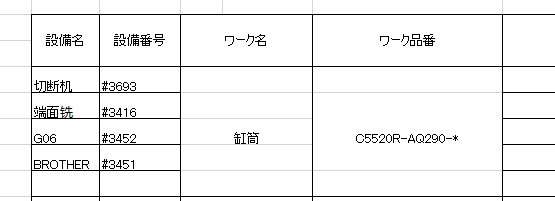 設備名 設備番号 ワーク名 ワーク品番
切断机 #3693
端面铣 #3416
G06 #3452 缸筒 C5520R-AQ290-*
BROTHER #3451